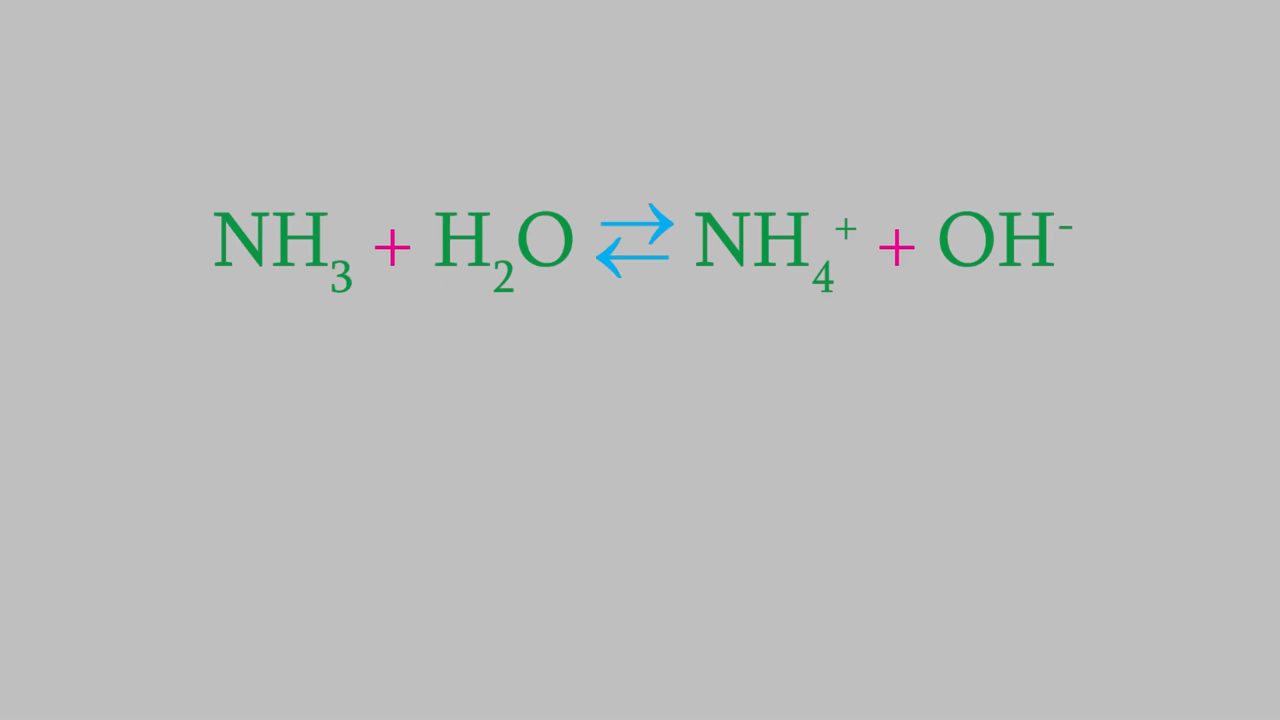 NH₃ + H₂O ⇄ NH₄⁺ + OH⁻